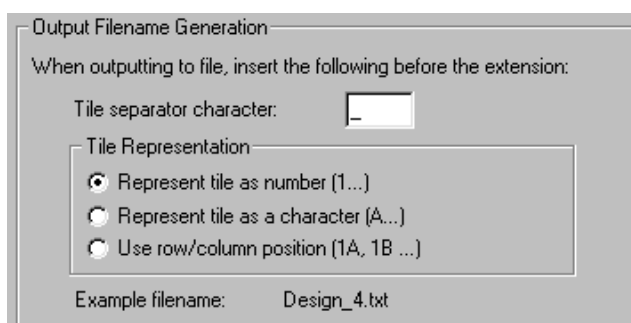 Output Filename Generation
When outputting to file, insert the following before the extension:
Tile separator character: _
Tile Representation
Represent tile as number (1...)
Represent tile as a character (A...)
Use row/column position (1A, 1B ...)
Example filename: Design_4.txt